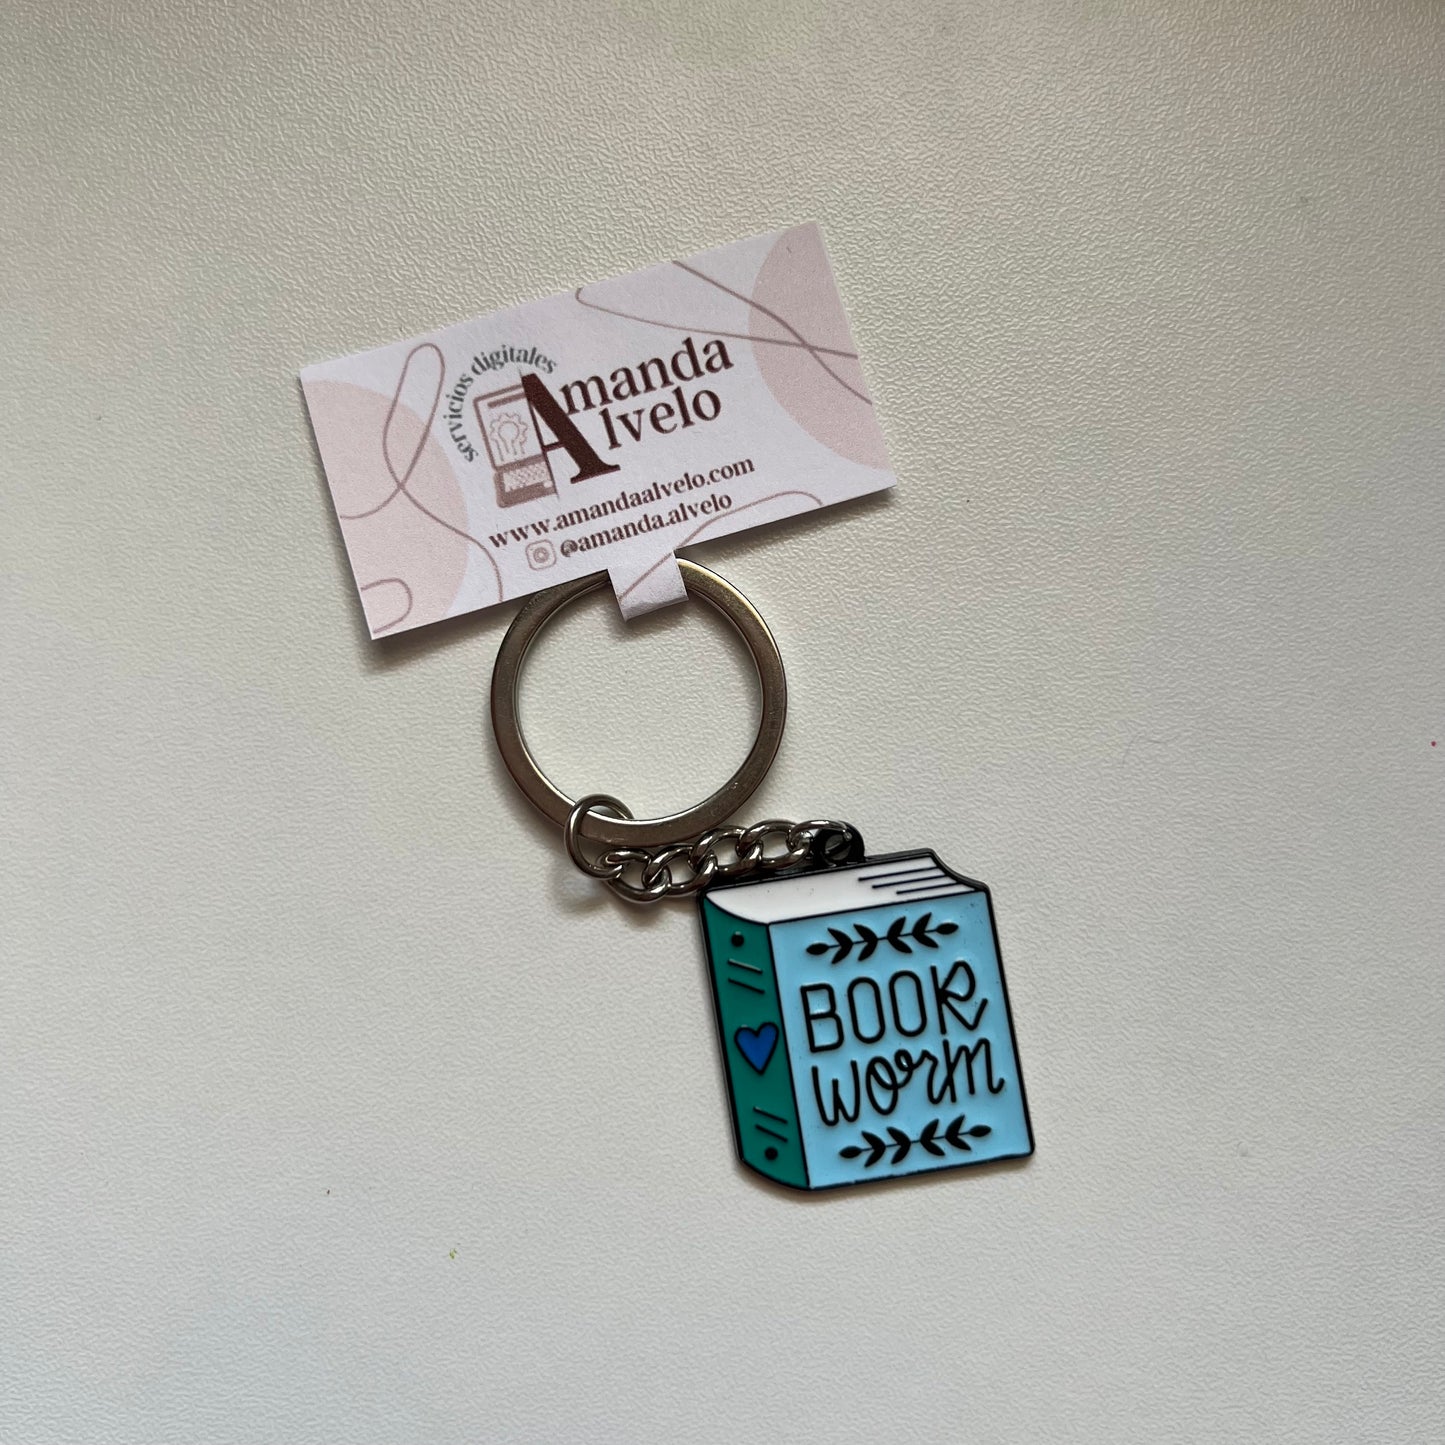 servicios digitales
Amanda
Alvelo
www.amandaalvelo.com
@amanda.alvelo
BOOK
WORM